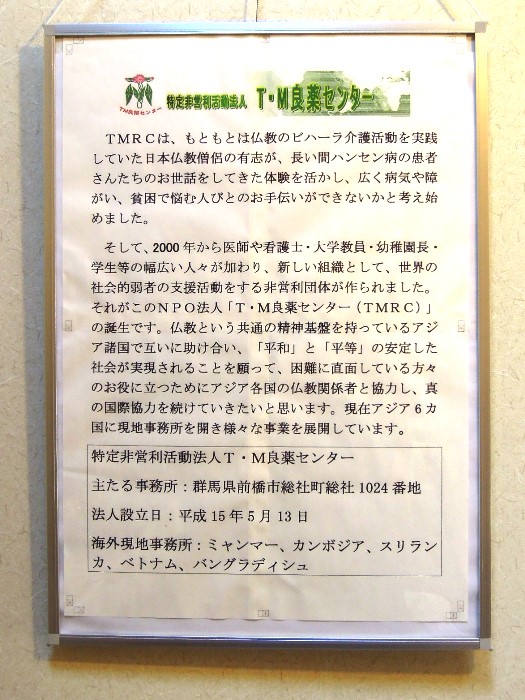 TM良薬センター
特定非営利活動法人 T・M良薬センター
TMRCは、もともとは仏教のビハーラ介護活動を実践
していた日本仏教僧侶の有志が、長い間ハンセン病の患者
さんたちのお世話をしてきた体験を活かし、広く病気や障
がい、貧困で悩む人びとのお手伝いができないかと考え始
めました。
そして、2000年から医師や看護士・大学教員・幼稚園長・
学生等の幅広い人々が加わり、新しい組織として、世界の
社会的弱者の支援活動をする非営利団体が作られました。
それがこのNPO法人「T・M良薬センター（TMRC）」
の誕生です。仏教という共通の精神基盤を持っているアジ
ア諸国で互いに助け合い、「平和」と「平等」の安定した
社会が実現されることを願って、困難に直面している方々
のお役に立つためにアジア各国の仏教関係者と協力し、真
の国際協力を続けていきたいと思います。現在アジア6カ
国に現地事務所を開き様々な事業を展開しています。
特定非営利活動法人T・M良薬センター
主たる事務所：群馬県前橋市総社町総社1024番地
法人設立日：平成15年5月13日
海外現地事務所：ミャンマー、カンボジア、スリラン
カ、ベトナム、バングラディシュ